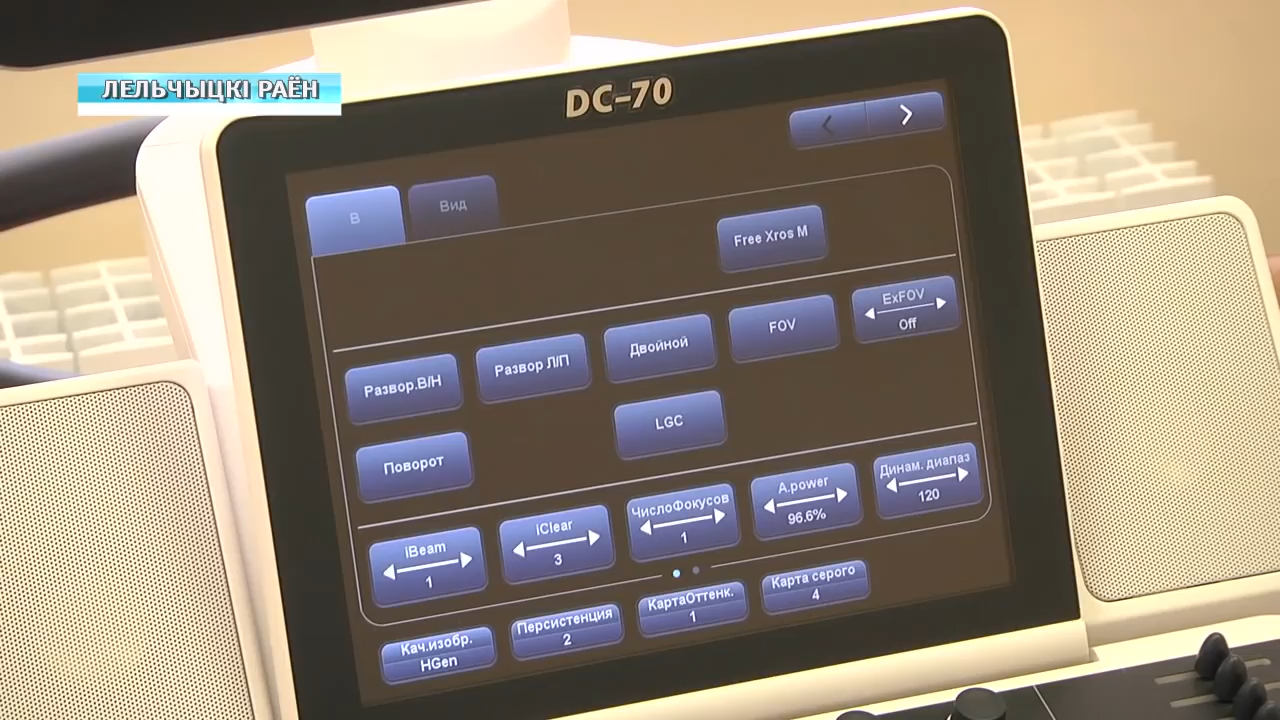 ЛЕЛЬЧЫЦКІ РАЁН
DC-70
< >
B
Вид
Free Xros M
Развор.В/Н
Развор Л/П
Двойной
FOV
ExFOV
Off
Поворот
LGC
iBeam
1
iClear
3
ЧислоФокусов
1
A.power
96.6%
Динам. диапаз
120
Кач.изобр.
HGen
Персистенция
2
КартаОттенк.
1
Карта серого
4